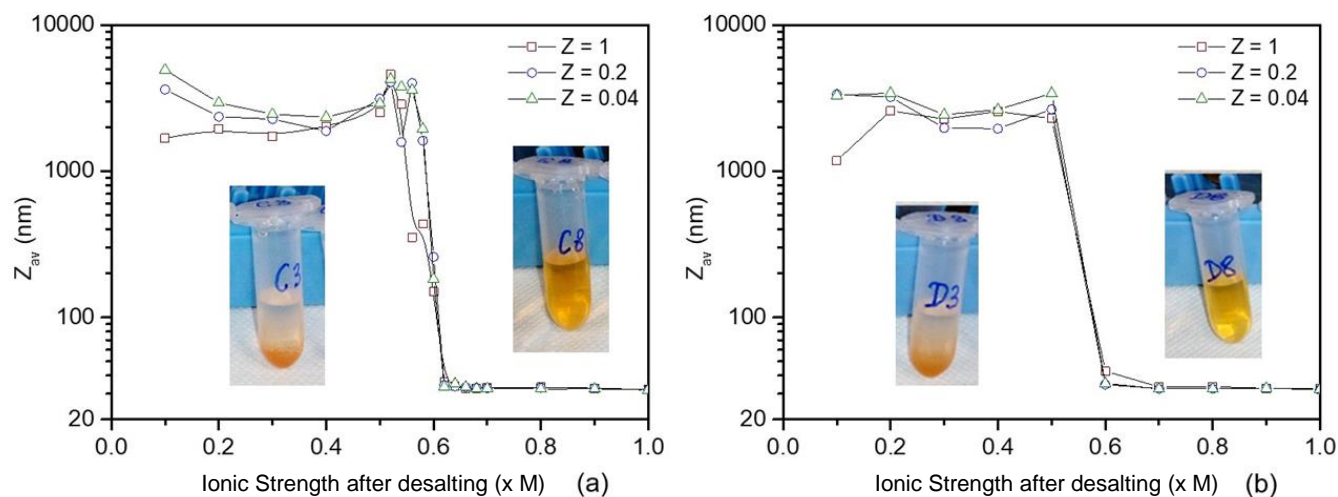 10000
1000
100
20
Z_av (nm)
0.0 0.2 0.4 0.6 0.8 1.0
Ionic Strength after desalting (x M) (a)
Z = 1
Z = 0.2
Z = 0.04
C3
C8
C8
10000
1000
100
20
Z_av (nm)
0.0 0.2 0.4 0.6 0.8 1.0
Ionic Strength after desalting (x M) (b)
Z = 1
Z = 0.2
Z = 0.04
D3
D3
D8
D8